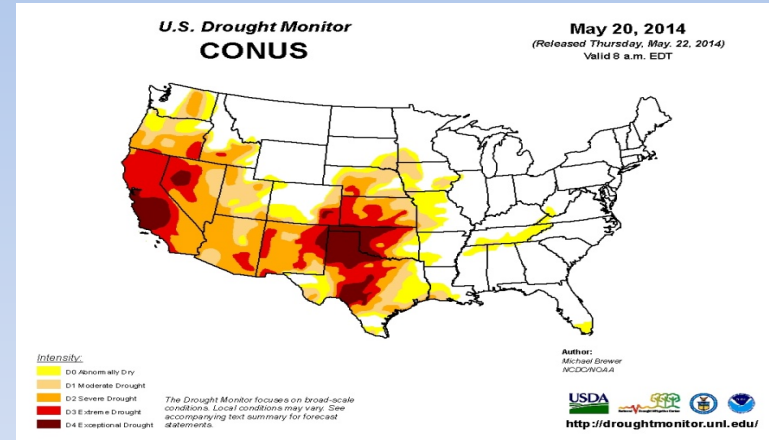 U.S. Drought Monitor
CONUS
May 20, 2014
(Released Thursday, May. 22, 2014)
Valid 8 a.m. EDT
Intensity:
D0 Abnormally Dry
D1 Moderate Drought
D2 Severe Drought
D3 Extreme Drought
D4 Exceptional Drought
The Drought Monitor focuses on broad-scale
conditions. Local conditions may vary. See
accompanying text summary for forecast
statements.
Author:
Michael Brewer
NCDC/NOAA
USDA
http://droughtmonitor.unl.edu/